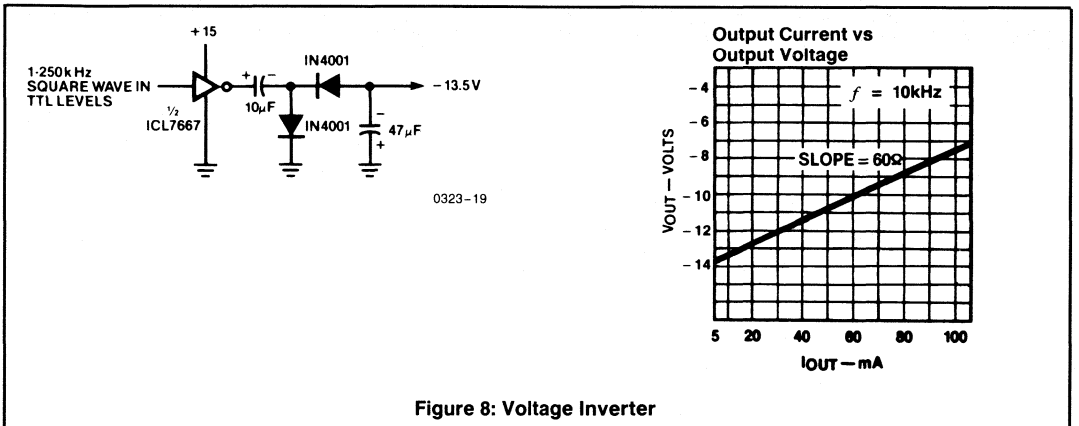 + 15
1-250k Hz
SQUARE WAVE IN
TTL LEVELS
½
ICL7667
+ −
10μF
IN4001
IN4001
−
47μF
+
− 13.5V
0323-19
Output Current vs
Output Voltage
f = 10kHz
SLOPE = 60Ω
VOUT — VOLTS
− 4
− 6
− 8
− 10
− 12
− 14
5 20 40 60 80 100
IOUT — mA
Figure 8: Voltage Inverter